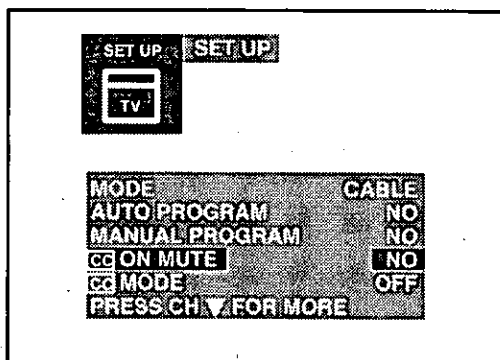 SET UP SET UP
TV
MODE CABLE
AUTO PROGRAM NO
MANUAL PROGRAM NO
CC ON MUTE NO
CC MODE OFF
PRESS CH ▼ FOR MORE